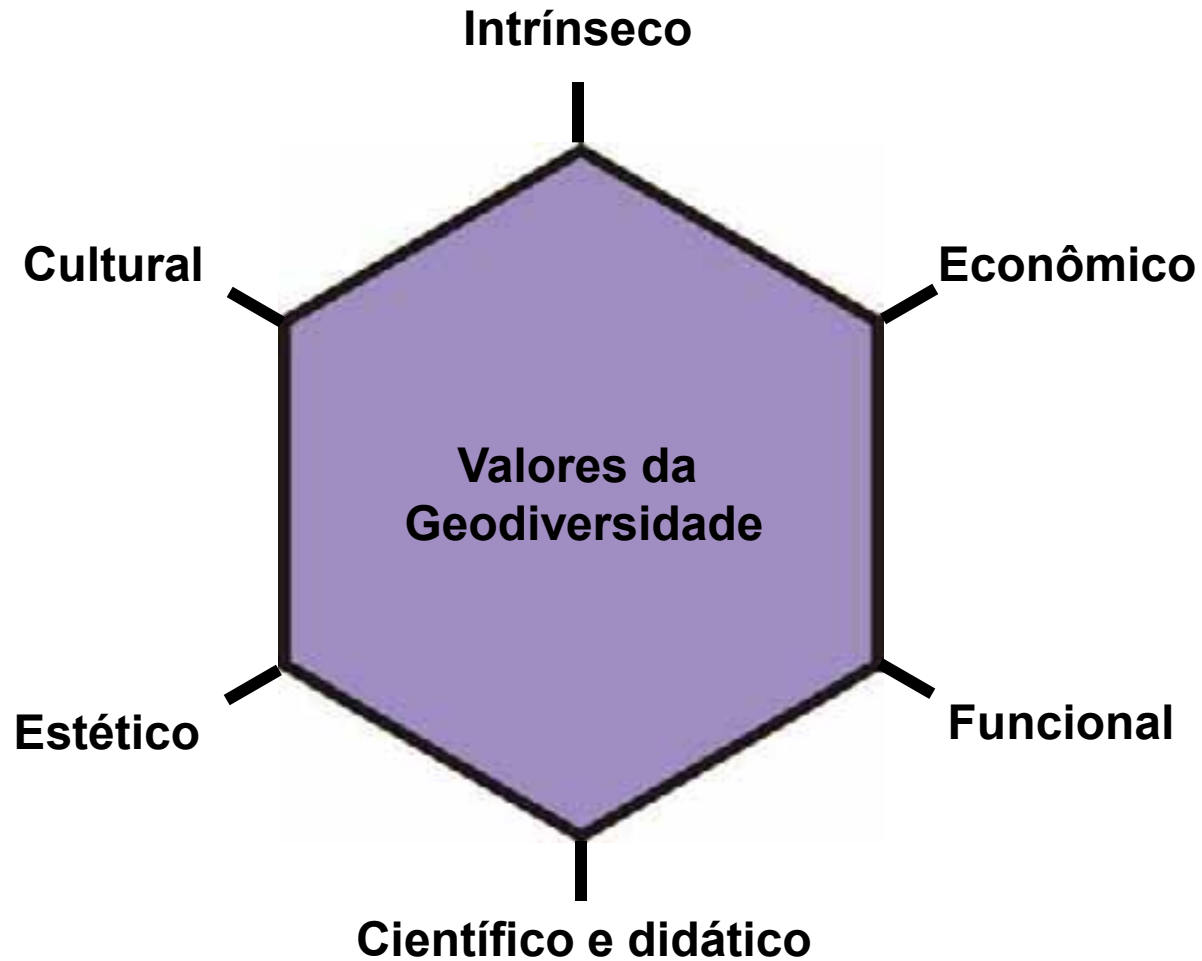 Intrínseco
Cultural
Econômico
Valores da
Geodiversidade
Estético
Funcional
Científico e didático